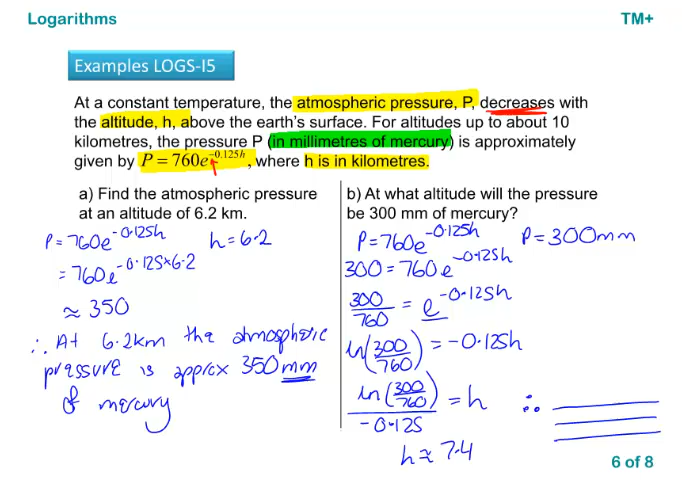 Logarithms
TM+
Examples LOGS-I5
At a constant temperature, the atmospheric pressure, P, decreases with
the altitude, h, above the earth's surface. For altitudes up to about 10
kilometres, the pressure P (in millimetres of mercury) is approximately
given by P = 760e^{-0.125h}, where h is in kilometres.
a) Find the atmospheric pressure
at an altitude of 6.2 km.
P = 760e^{-0.125h} h = 6.2
= 760e^{-0.125×6.2}
≈ 350
∴ At 6.2km the atmospheric
pressure is approx 350mm
of mercury
b) At what altitude will the pressure
be 300 mm of mercury?
P = 760e^{-0.125h} P = 300mm
300 = 760e^{-0.125h}
300/760 = e^{-0.125h}
ln(300/760) = -0.125h
ln(300/760)/-0.125 = h ∴
h ≈ 7.4
6 of 8